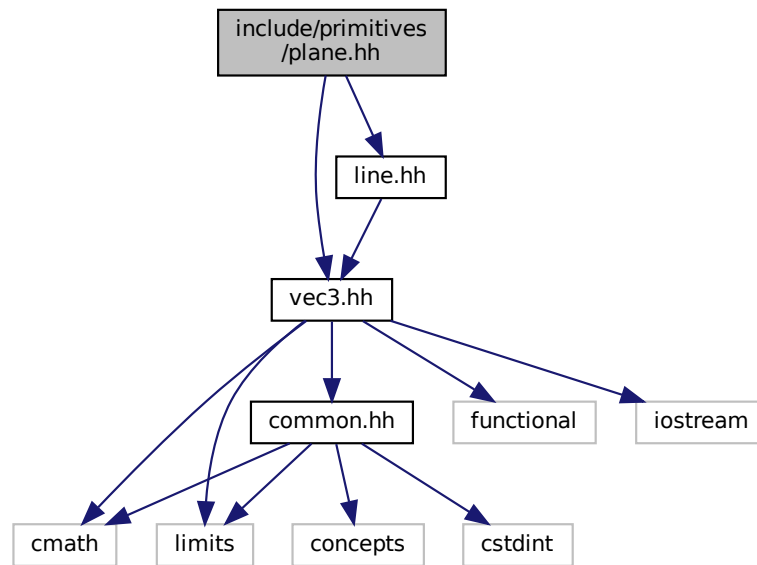 include/primitives
/plane.hh
line.hh
vec3.hh
common.hh
functional
iostream
cmath
limits
concepts
cstdint